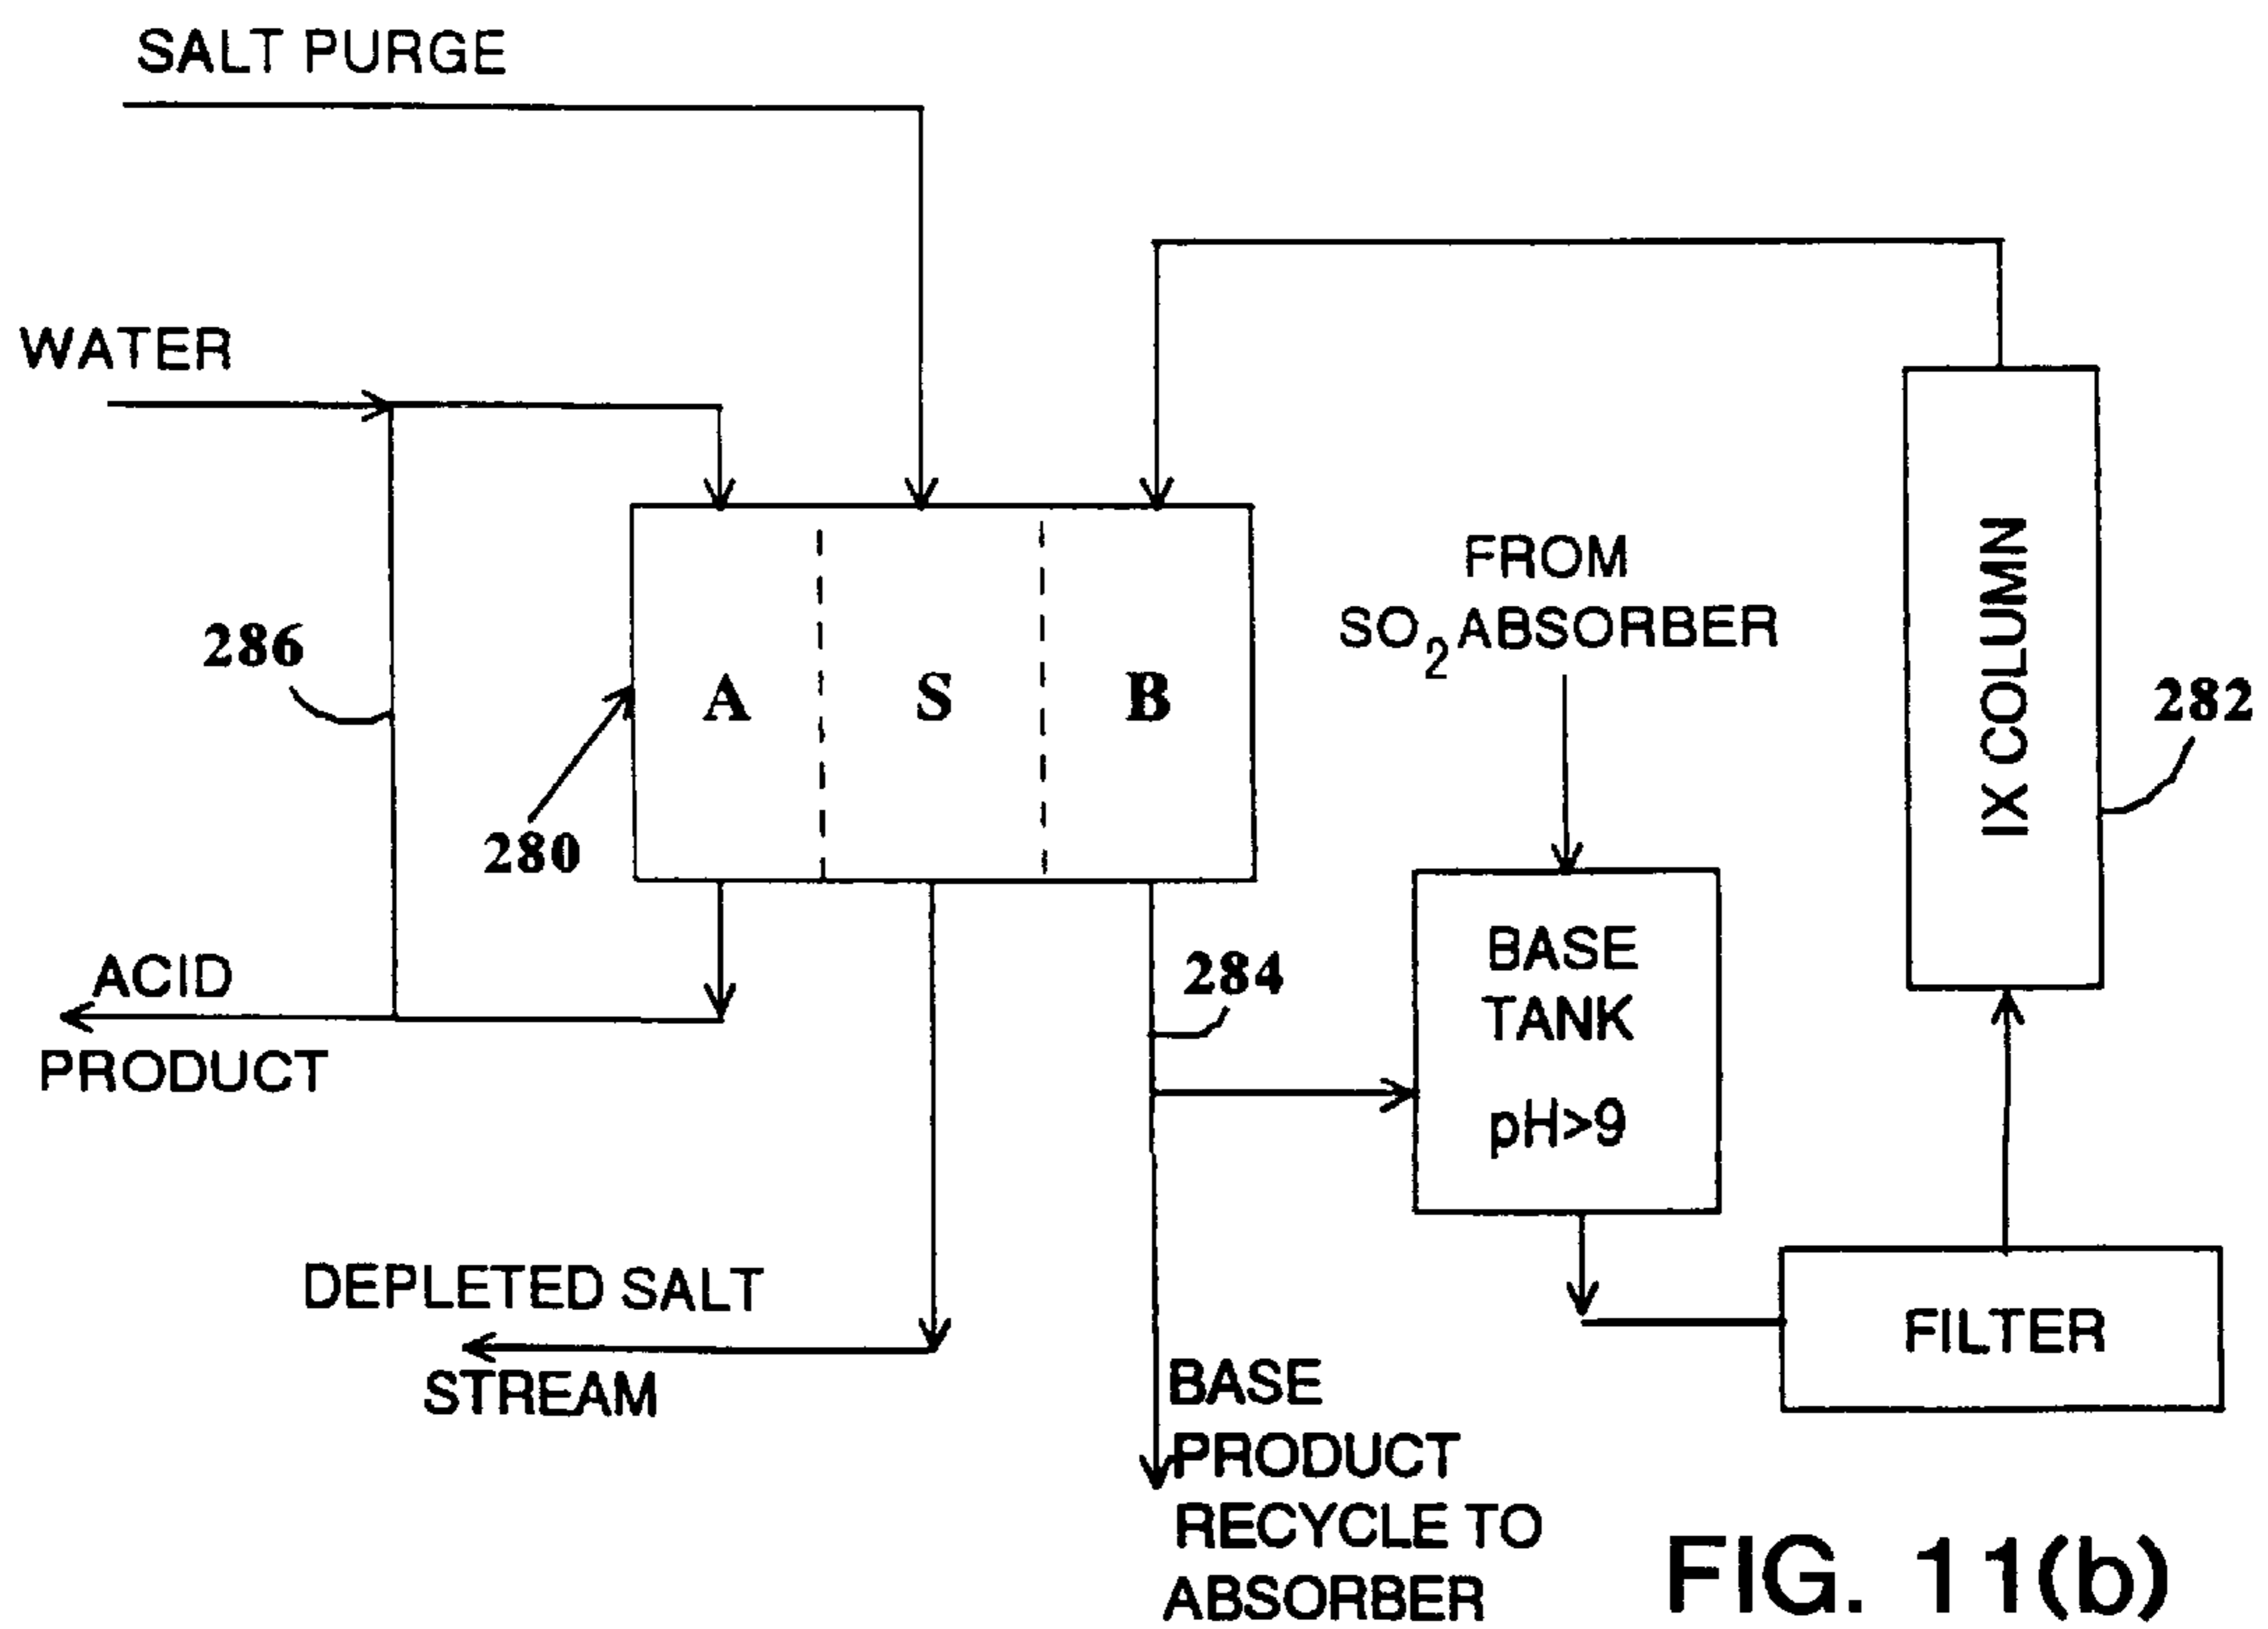 SALT PURGE
WATER
FROM
SO2 ABSORBER
IX COLUMN
286
A
S
B
282
280
ACID
PRODUCT
284
BASE
TANK
pH>9
DEPLETED SALT
STREAM
FILTER
BASE
PRODUCT
RECYCLE TO
ABSORBER
FIG. 11(b)